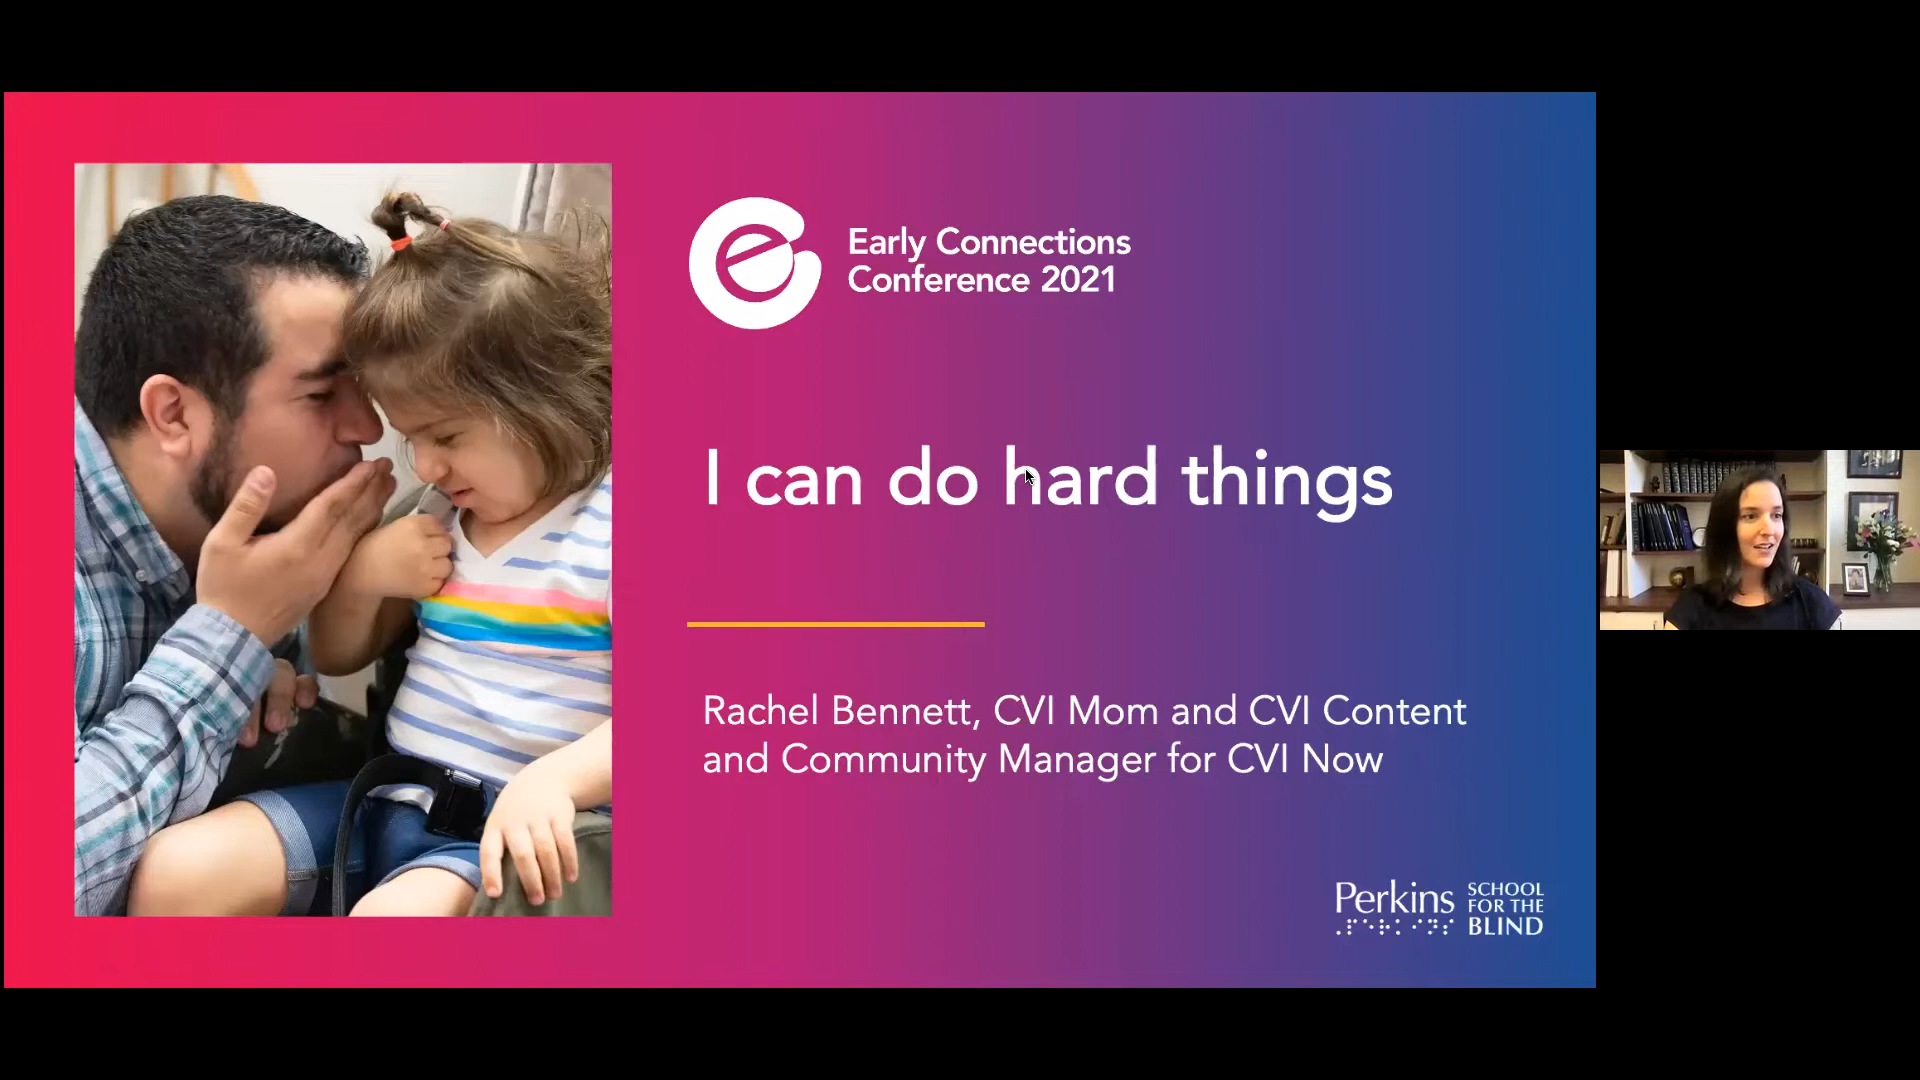 Early Connections
Conference 2021
I can do hard things
Rachel Bennett, CVI Mom and CVI Content
and Community Manager for CVI Now
Perkins
SCHOOL
FOR THE
BLIND